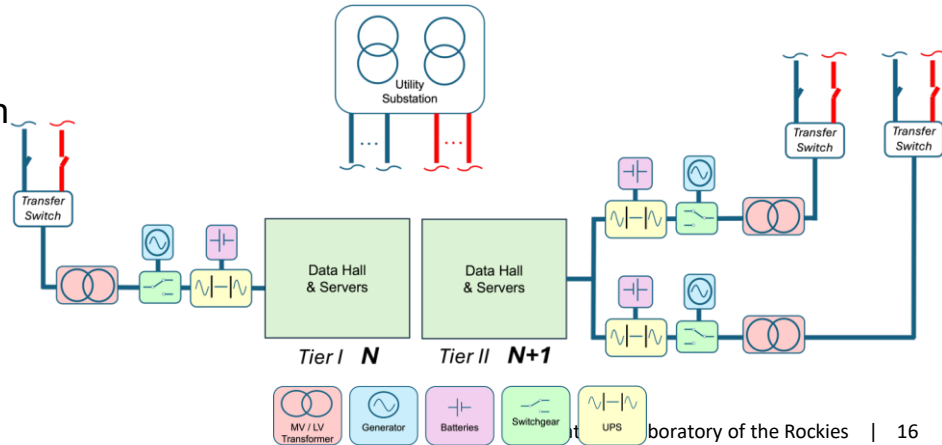 Utility
Substation
Transfer
Switch
Transfer
Switch
Transfer
Switch
Data Hall
& Servers
Data Hall
& Servers
Tier I N
Tier II N+1
MV / LV
Transformer
Generator
Batteries
Switchgear
UPS
boratory of the Rockies | 16